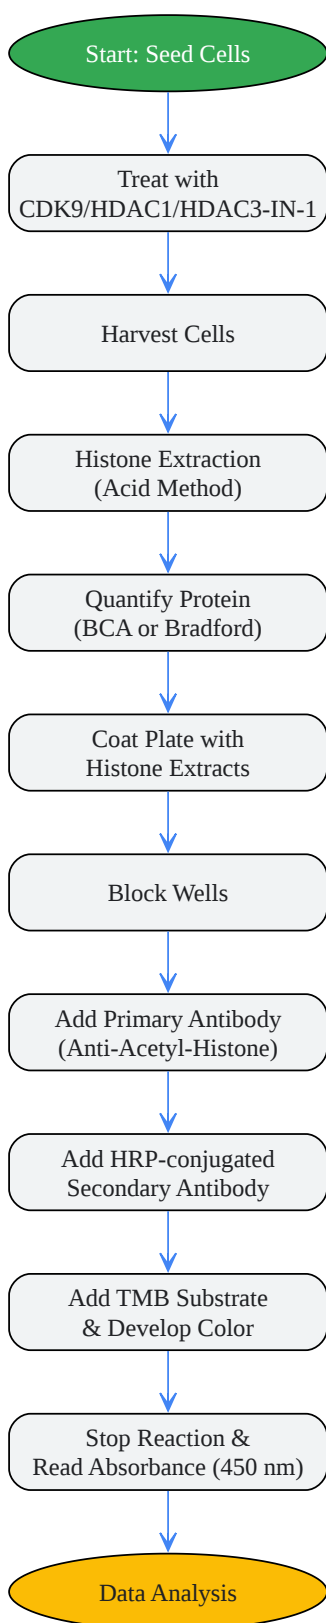 Start: Seed Cells
Treat with
CDK9/HDAC1/HDAC3-IN-1
Harvest Cells
Histone Extraction
(Acid Method)
Quantify Protein
(BCA or Bradford)
Coat Plate with
Histone Extracts
Block Wells
Add Primary Antibody
(Anti-Acetyl-Histone)
Add HRP-conjugated
Secondary Antibody
Add TMB Substrate
& Develop Color
Stop Reaction &
Read Absorbance (450 nm)
Data Analysis